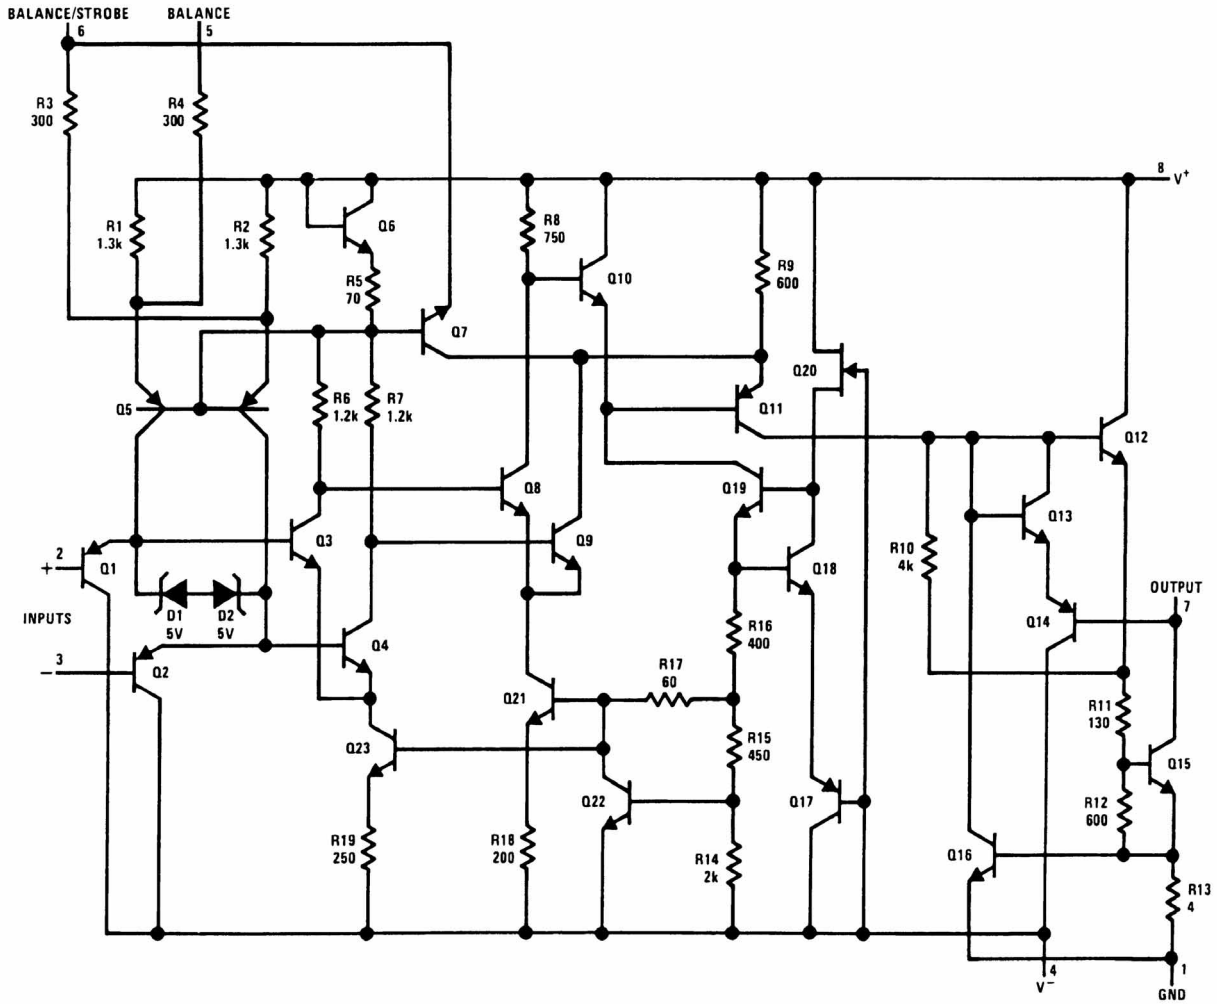 BALANCE/STROBE BALANCE
6 5
R3
300
R4
300
8 V+
R1
1.3k
R2
1.3k
Q6
R5
70
R8
750
Q10
R9
600
Q7
Q20
Q5
R6
1.2k
R7
1.2k
Q11
Q12
Q8
Q19
Q13
Q3
Q9
R10
4k
Q18
+ 2
Q1
INPUTS
D1
5V
D2
5V
OUTPUT
7
Q14
R16
400
Q4
− 3
Q2
R17
60
Q21
R11
130
Q23
R15
450
Q15
Q22
Q17
R12
600
R19
250
R18
200
R14
2k
Q16
R13
4
4
V−
1
GND